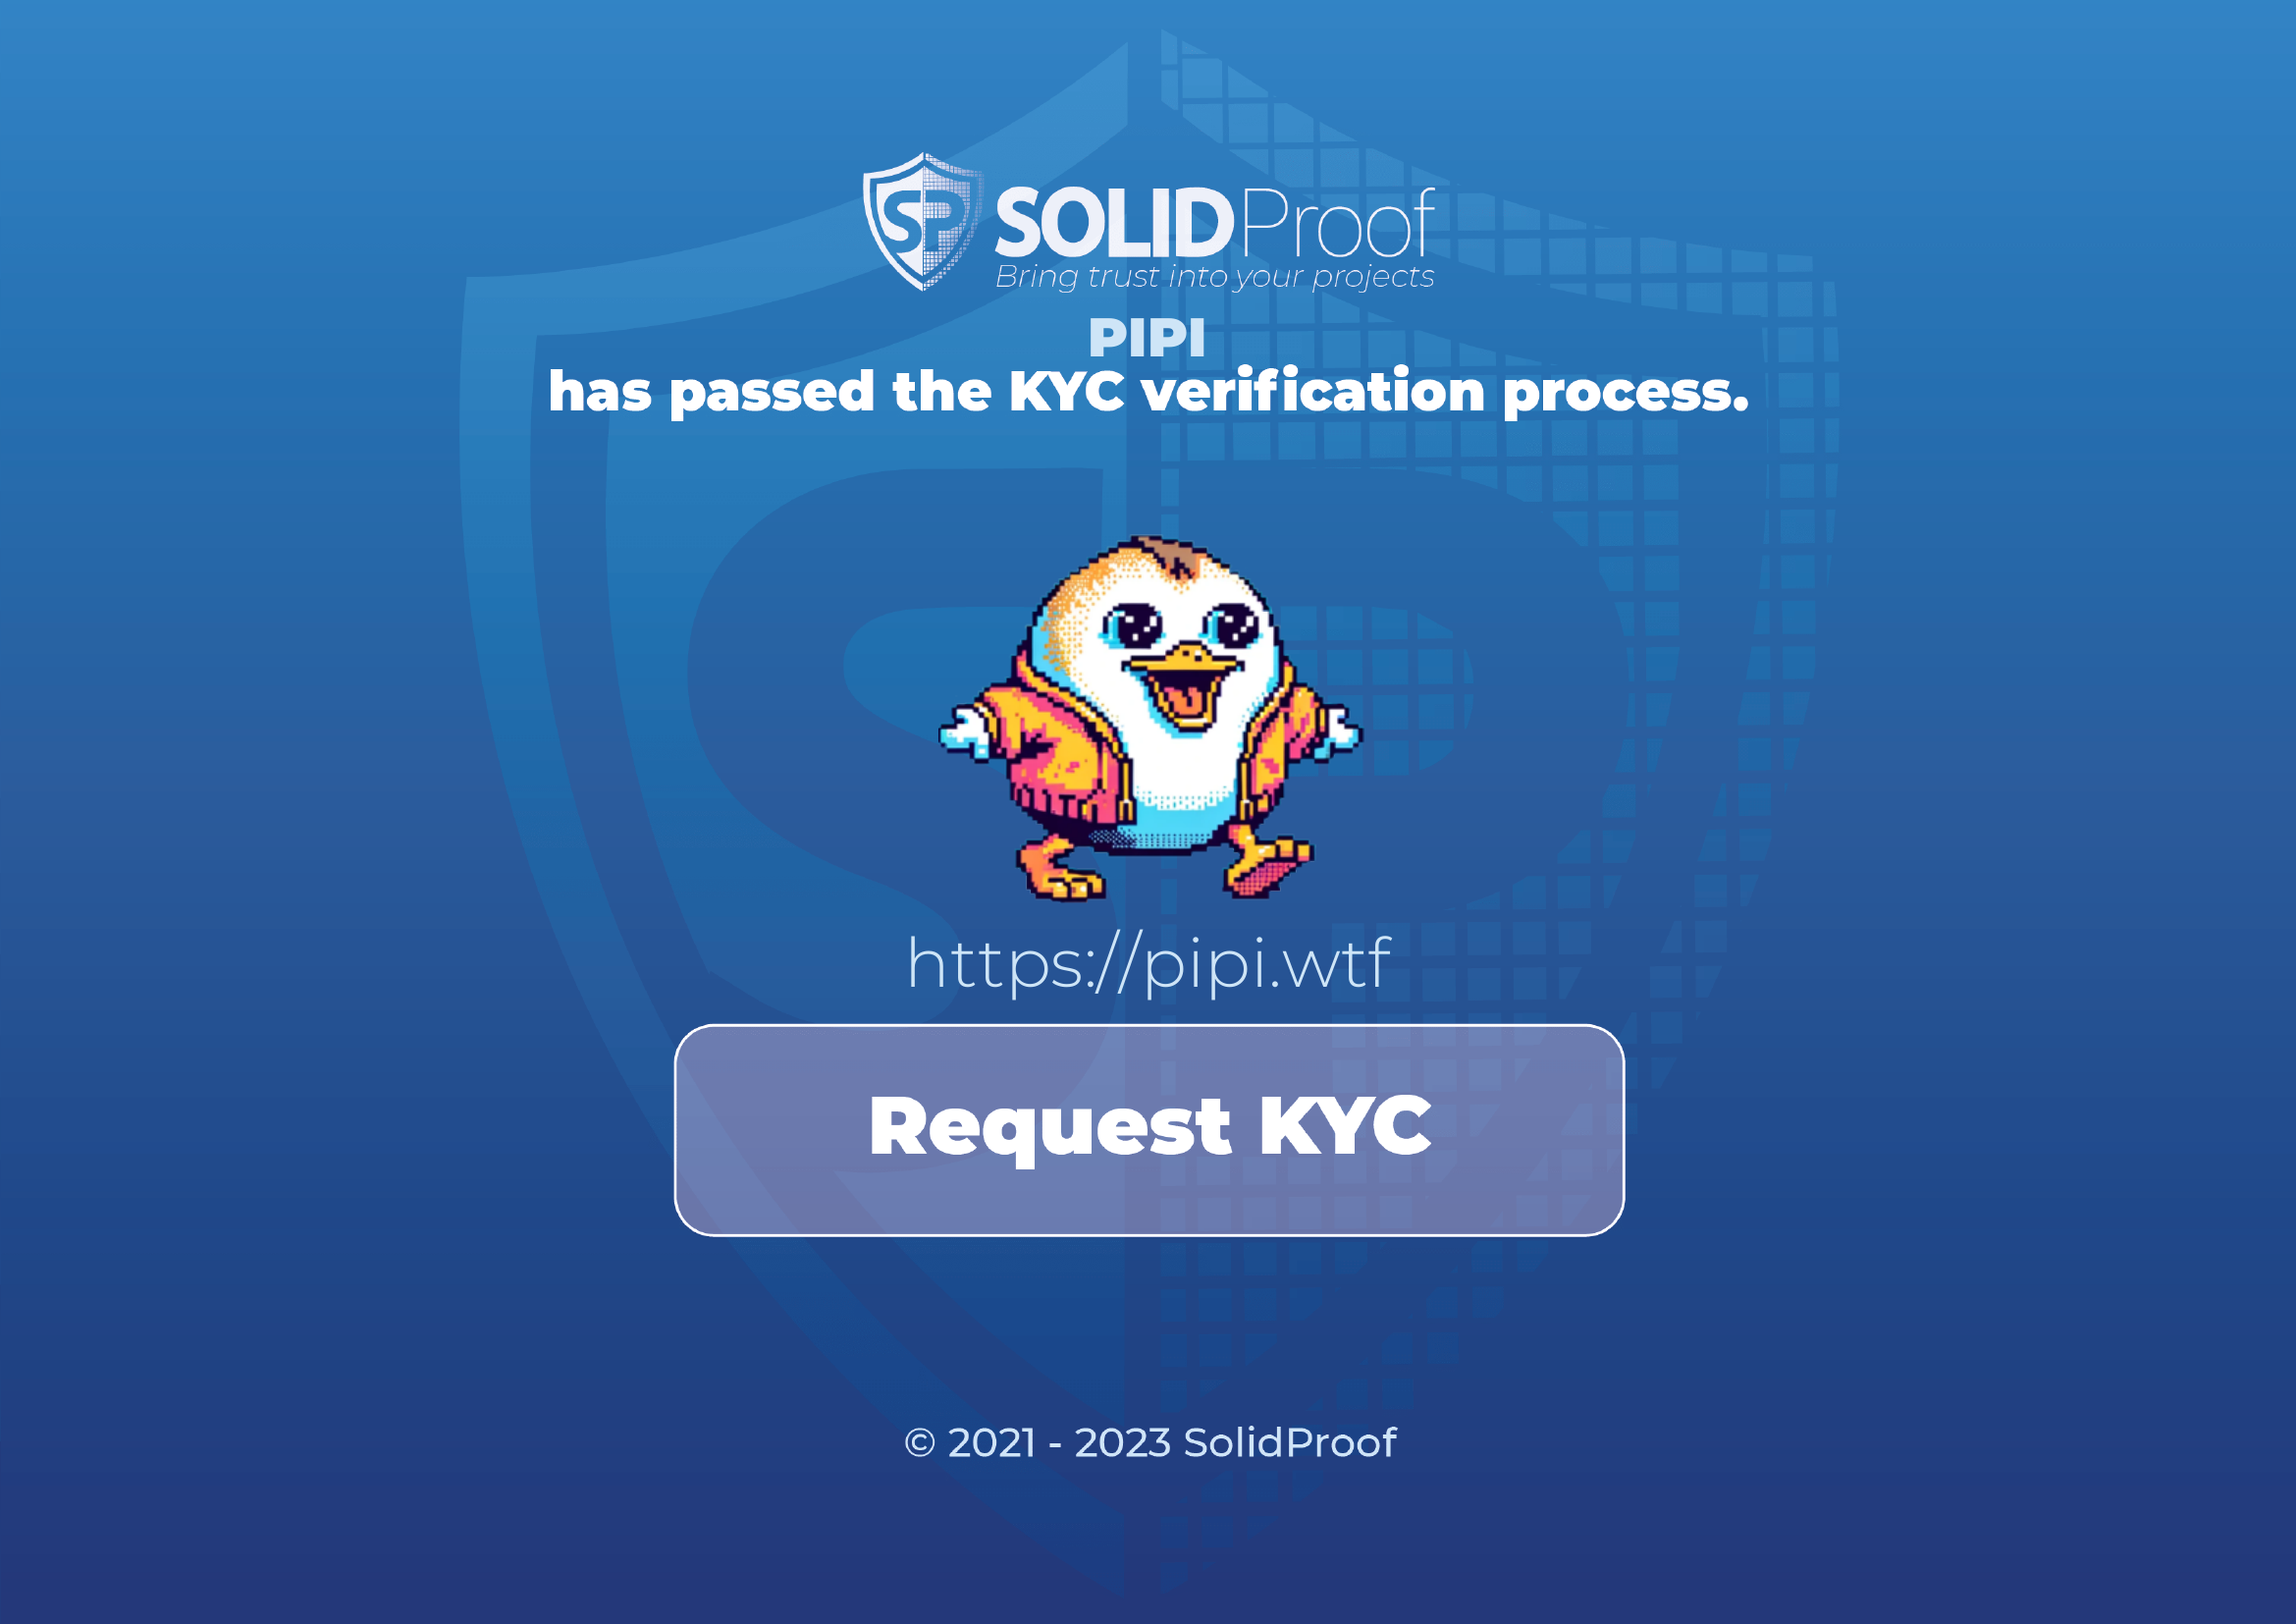 SP SOLIDProof
Bring trust into your projects
PIPI
has passed the KYC verification process.
https://pipi.wtf
Request KYC
© 2021 - 2023 SolidProof